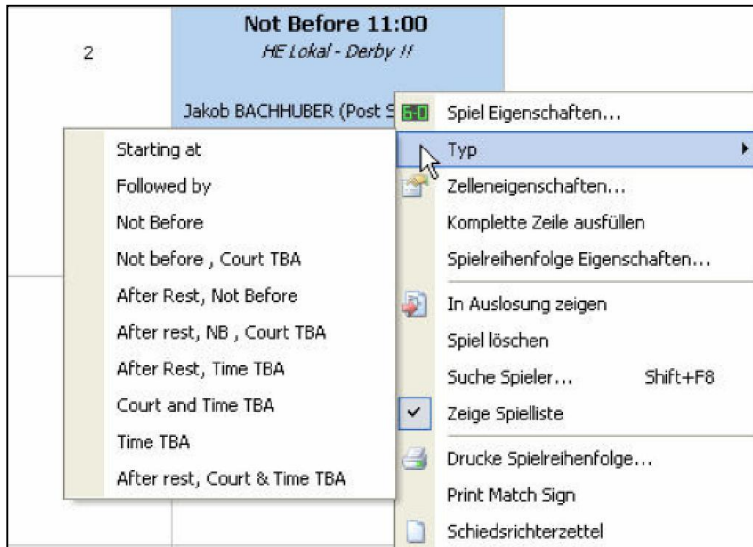 Not Before 11:00
2
HE Lokal - Derby !!
Jakob BACHHUBER (Post S
Spiel Eigenschaften...
Typ
Zelleneigenschaften...
Komplette Zeile ausfüllen
Spielreihenfolge Eigenschaften...
In Auslosung zeigen
Spiel löschen
Suche Spieler... Shift+F8
Zeige Spielliste
Drucke Spielreihenfolge...
Print Match Sign
Schiedsrichterzettel
Starting at
Followed by
Not Before
Not before , Court TBA
After Rest, Not Before
After rest, NB , Court TBA
After Rest, Time TBA
Court and Time TBA
Time TBA
After rest, Court & Time TBA